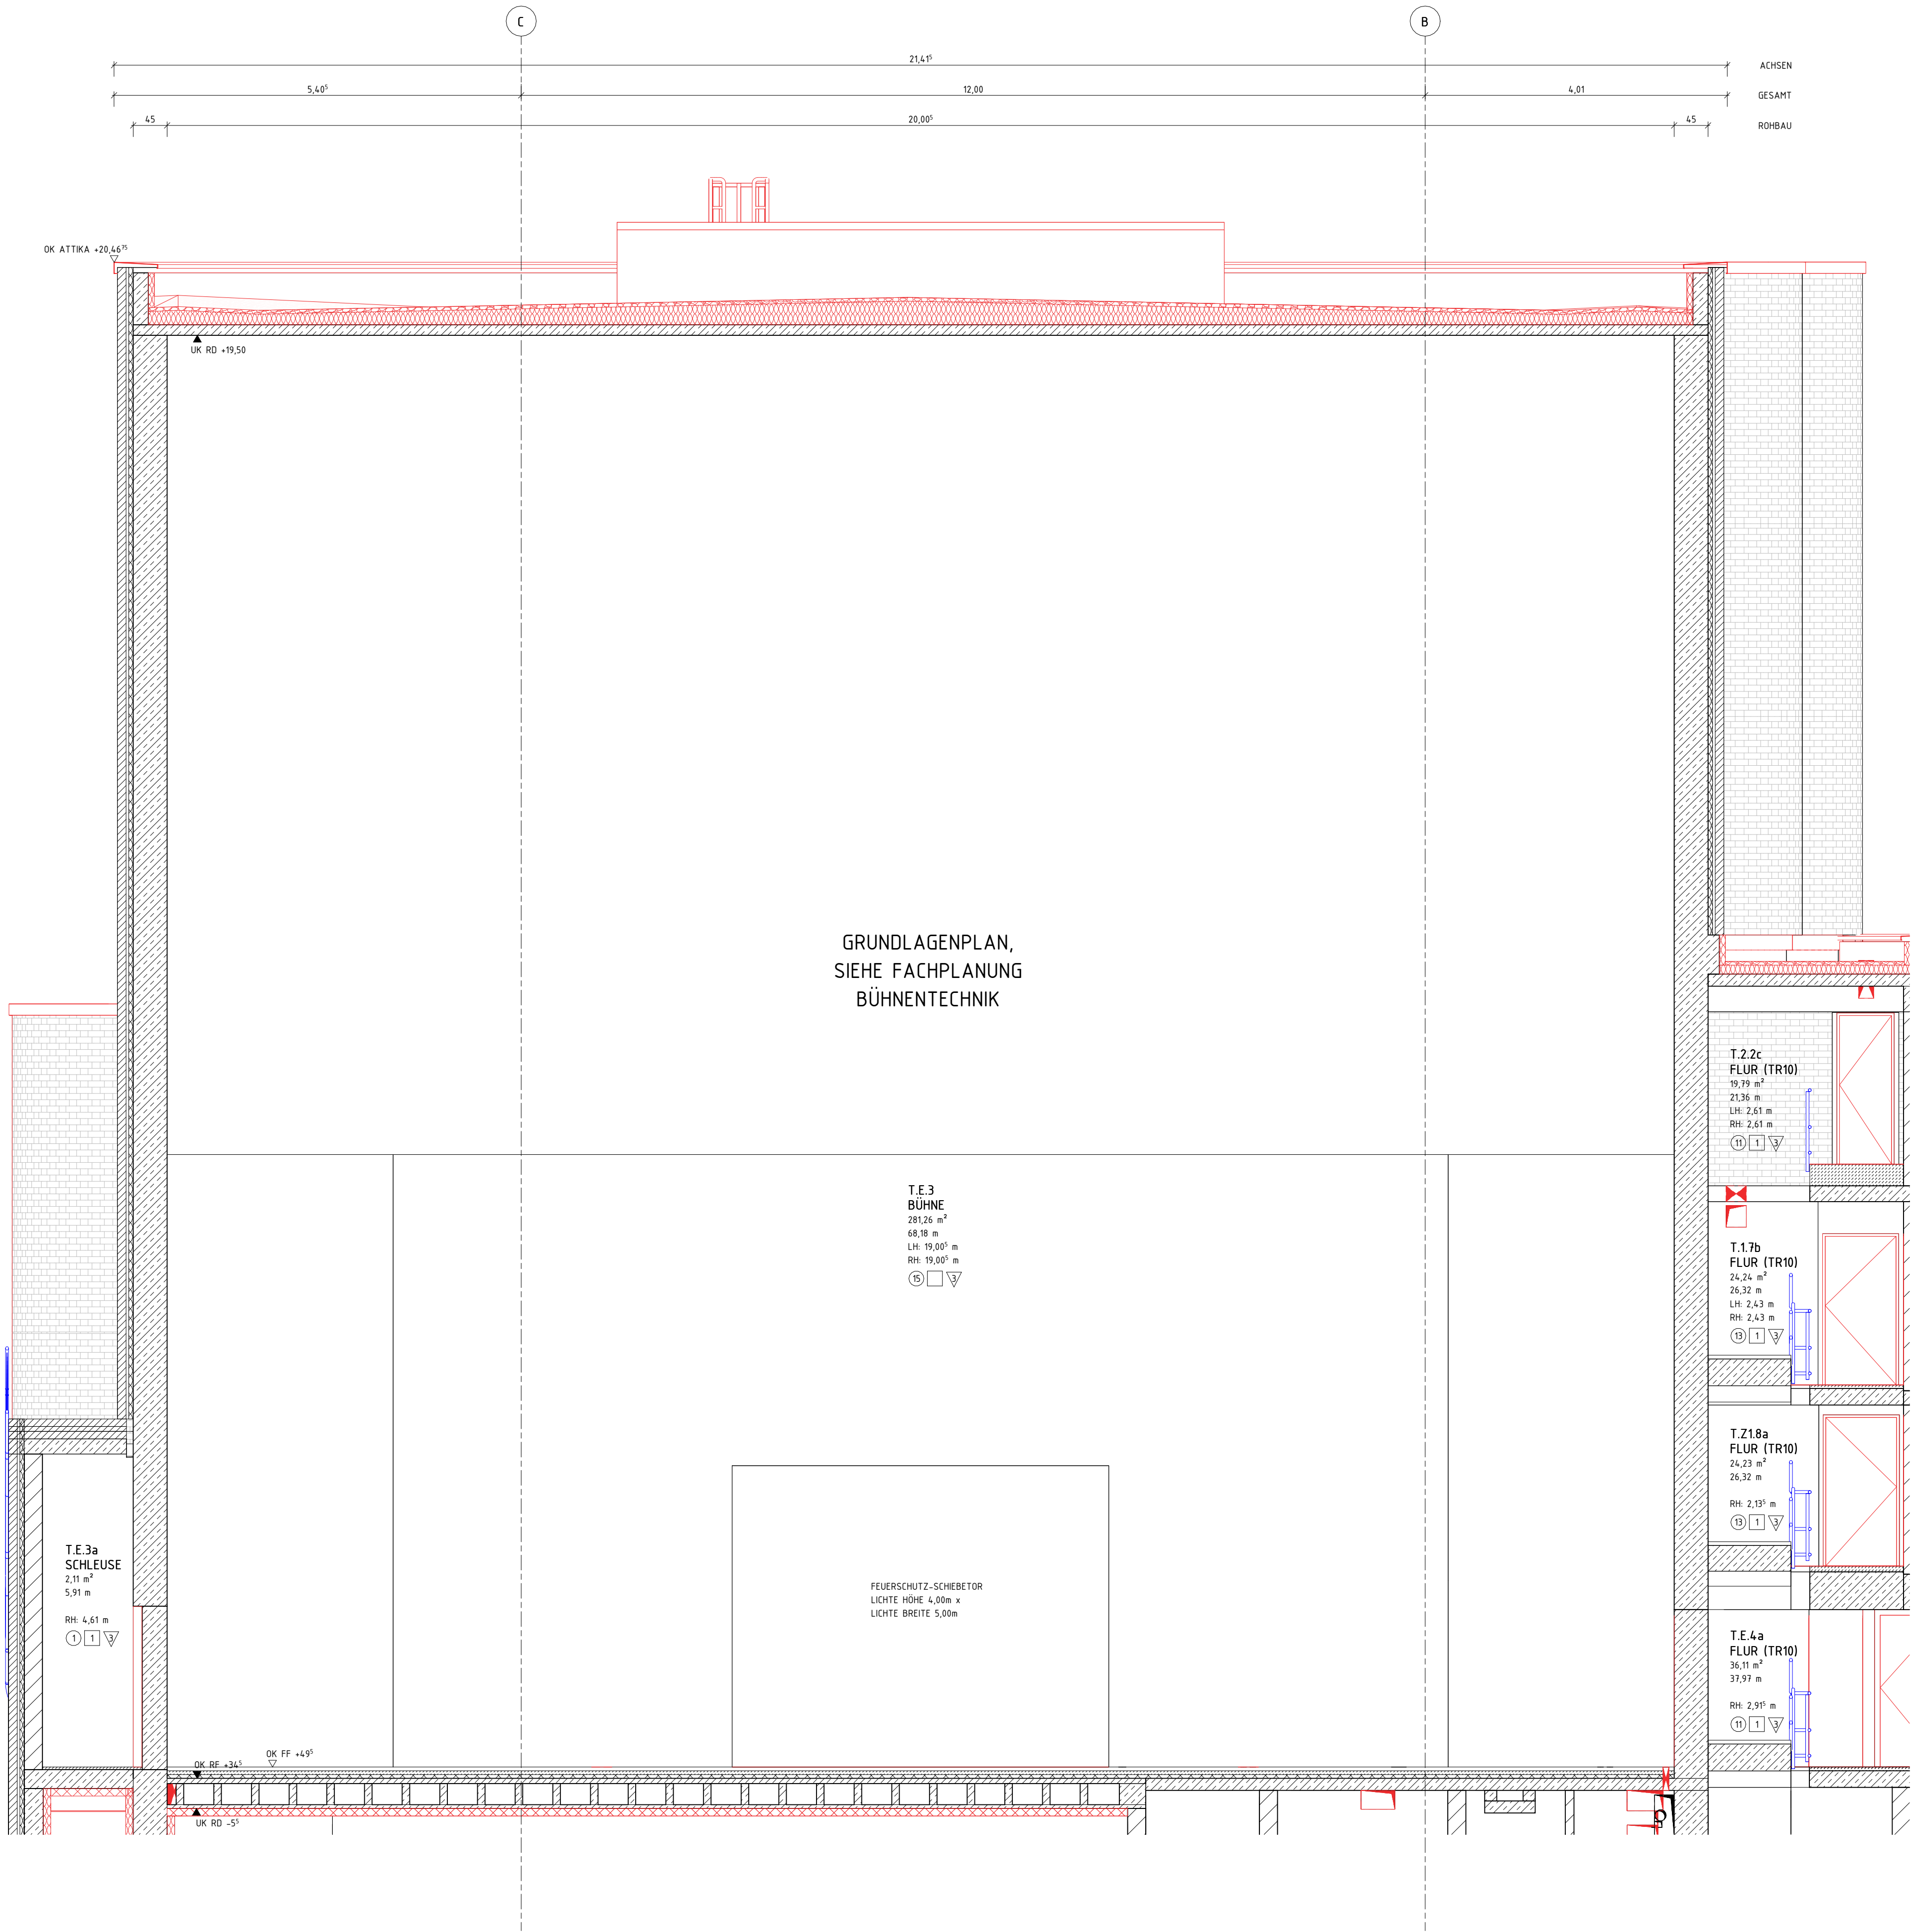 C
B
21,41⁵
ACHSEN
5,40⁵
12,00
4,01
GESAMT
45
20,00⁵
45
ROHBAU
OK ATTIKA +20,46⁷⁵
UK RD +19,50
GRUNDLAGENPLAN,
SIEHE FACHPLANUNG
BÜHNENTECHNIK
T.2.2c
FLUR (TR10)
19,79 m²
21,36 m
LH: 2,61 m
RH: 2,61 m
11 1 3
T.E.3
BÜHNE
281,26 m²
68,18 m
LH: 19,00⁵ m
RH: 19,00⁵ m
15 3
T.1.7b
FLUR (TR10)
24,24 m²
26,32 m
LH: 2,43 m
RH: 2,43 m
13 1 3
T.Z1.8a
FLUR (TR10)
24,23 m²
26,32 m
RH: 2,13⁵ m
13 1 3
T.E.3a
SCHLEUSE
2,11 m²
5,91 m
RH: 4,61 m
1 1 3
FEUERSCHUTZ-SCHIEBETOR
LICHTE HÖHE 4,00m x
LICHTE BREITE 5,00m
T.E.4a
FLUR (TR10)
36,11 m²
37,97 m
RH: 2,91⁵ m
11 1 3
OK FF +49⁵
OK RF +34⁵
UK RD -5⁵